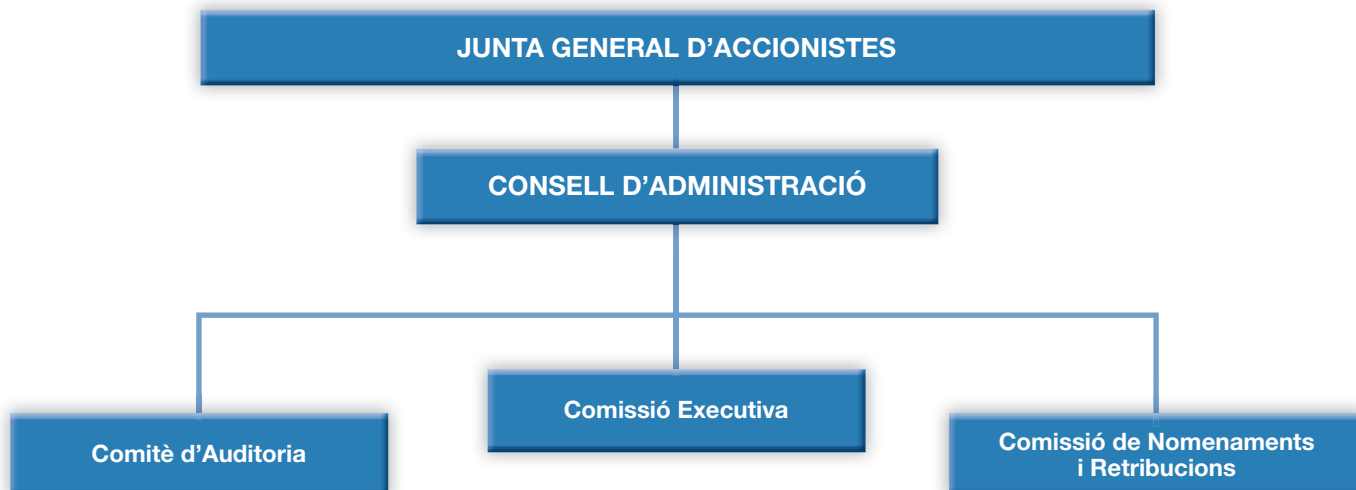 JUNTA GENERAL D’ACCIONISTES
CONSELL D’ADMINISTRACIÓ
Comissió Executiva
Comitè d’Auditoria
Comissió de Nomenaments
i Retribucions